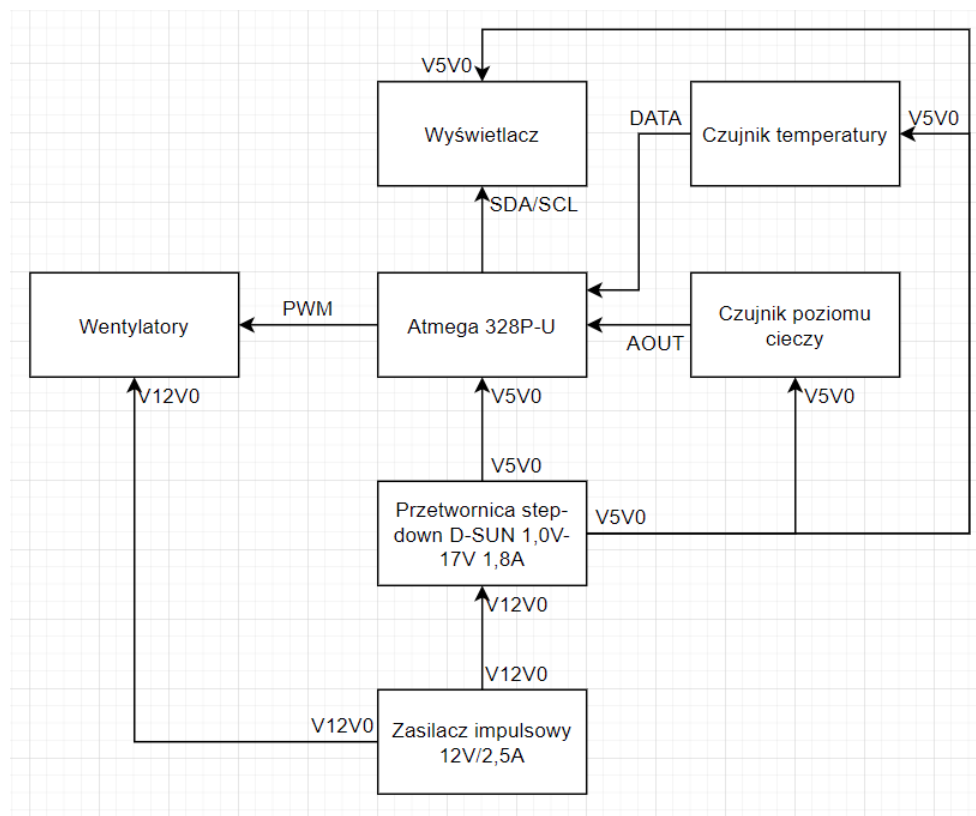 V5V0
Wyświetlacz
DATA
Czujnik temperatury
V5V0
SDA/SCL
Wentylatory
PWM
Atmega 328P-U
AOUT
Czujnik poziomu
cieczy
V12V0
V5V0
V5V0
V5V0
Przetwornica step-
down D-SUN 1,0V-
17V 1,8A
V5V0
V12V0
V12V0
V12V0
Zasilacz impulsowy
12V/2,5A